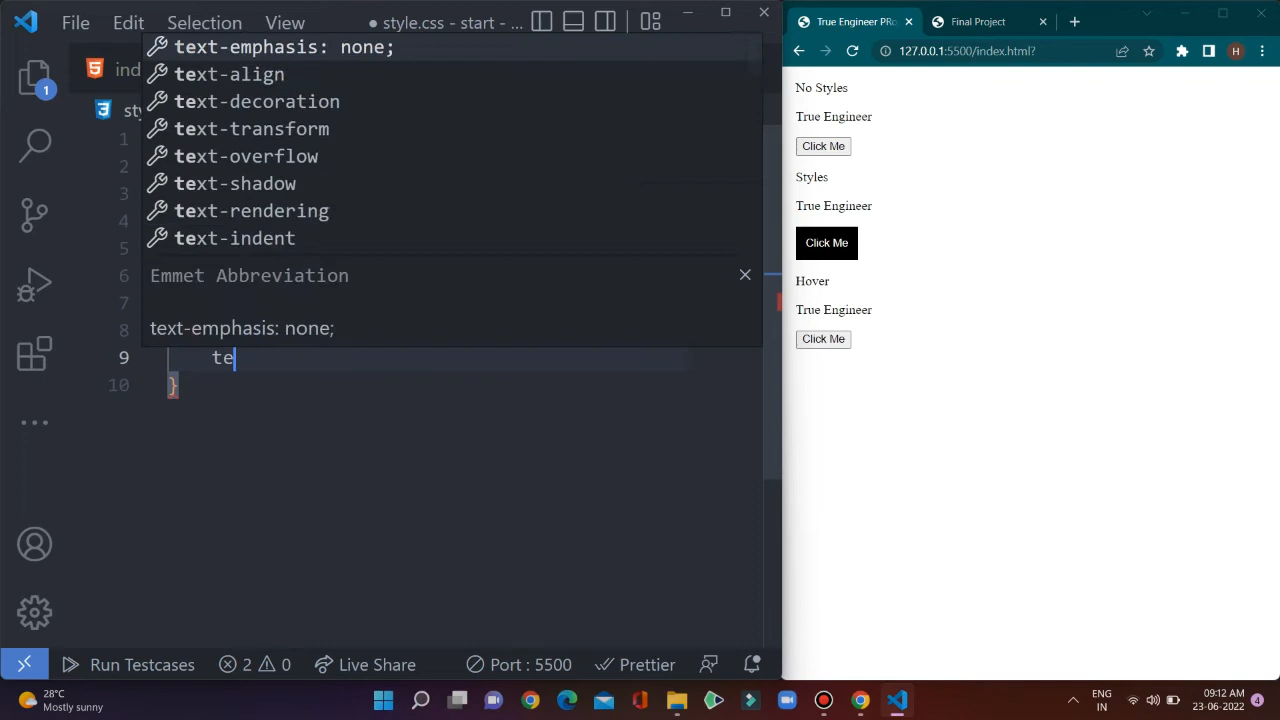 File Edit Selection View
● style.css - start - ...
ind
sty
text-emphasis: none;
text-align
text-decoration
text-transform
text-overflow
text-shadow
text-rendering
text-indent
Emmet Abbreviation
text-emphasis: none;
1
2
3
4
5
6
7
8
9 te
10 }
1
Run Testcases
2 0
Live Share
Port : 5500
Prettier
Final Project
127.0.0.1:5500/index.html?
H
No Styles
True Engineer
Click Me
Styles
True Engineer
Click Me
Hover
True Engineer
Click Me
28°C
Mostly sunny
ENG
IN
09:12 AM
23-06-2022
4